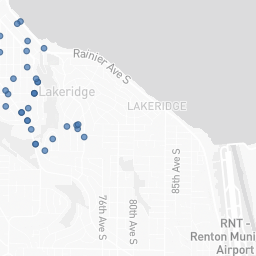 Rainier Ave S
Lakeridge
LAKERIDGE
85th Ave S
76th Ave S
80th Ave S
RNT -
Renton Muni
Airport